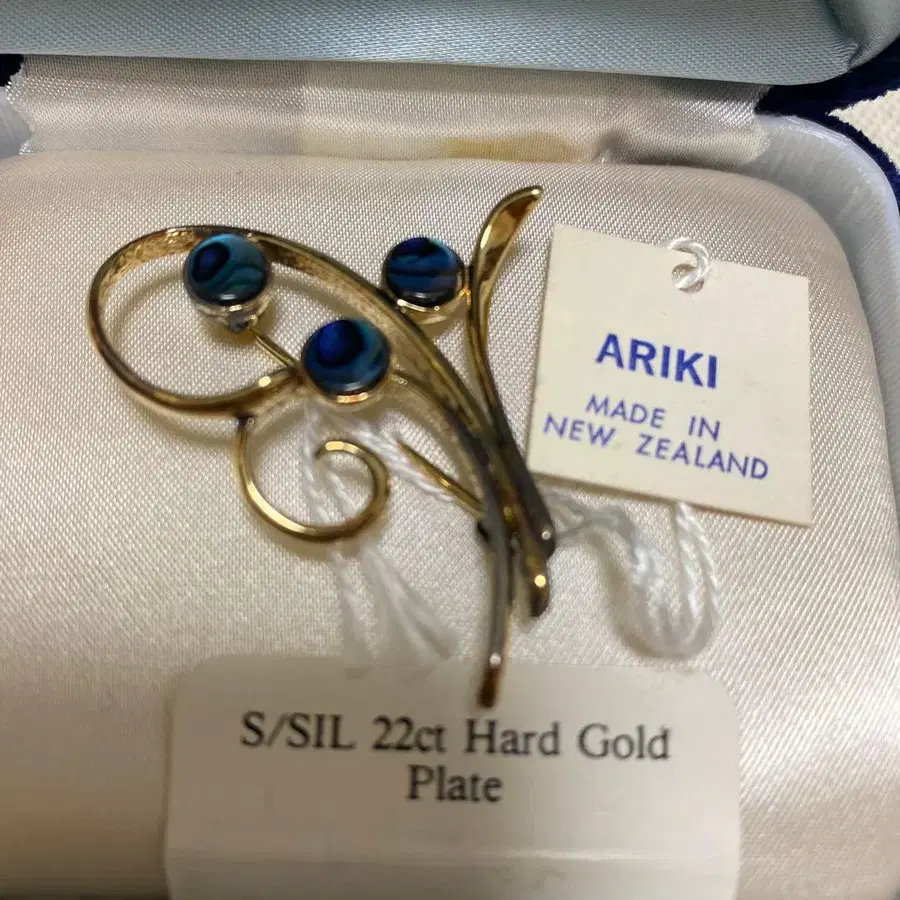 ARIKI
MADE IN
NEW ZEALAND
S/SIL 22ct Hard Gold
Plate